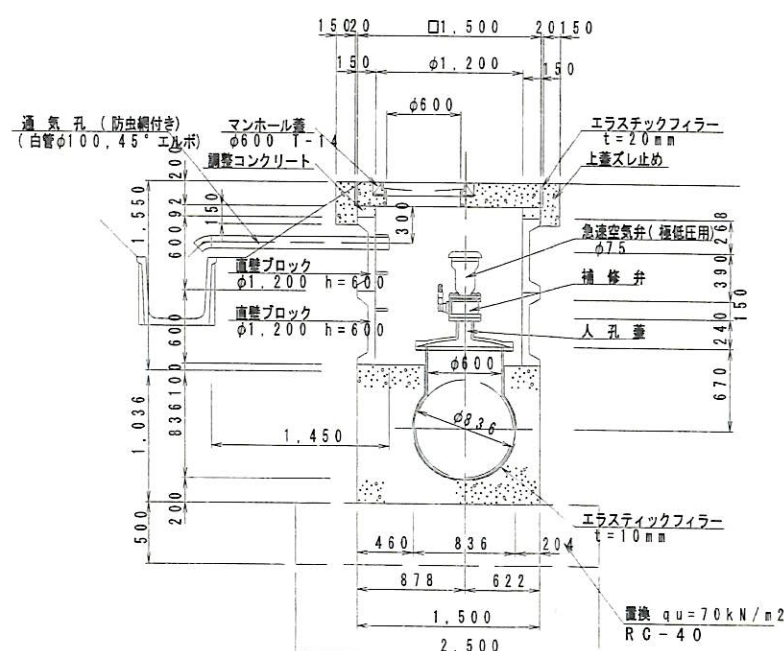 15020
□1,500
20150
150
φ1,200
150
φ600
通 気 孔 (防虫網付き)
(白管φ100,45°エルボ)
マンホール蓋
φ600 T-14
調整コンクリート
エラスチックフィラー
t=20mm
上蓋ズレ止め
200
92
150
600
1,550
300
急速空気弁(極低圧用)
φ75
補 修 弁
人 孔 蓋
268
390
150
240
670
直壁ブロック
φ1,200 h=600
直壁ブロック
φ1,200 h=600
600
100
836
1,036
200
500
φ600
φ836
1,450
エラスティックフィラー
t=10mm
460
836
204
878
622
1,500
2,500
置換 qu=70kN/m2
RC-40